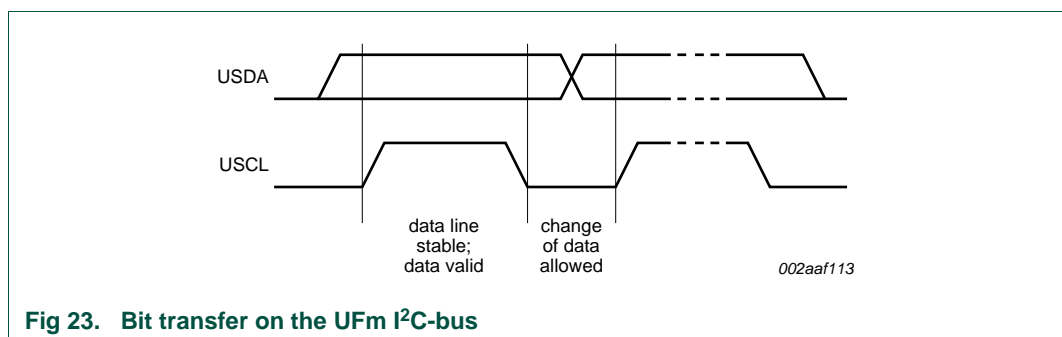 USDA
USCL
data line
stable;
data valid
change
of data
allowed
002aaf113
Fig 23. Bit transfer on the UFm I²C-bus